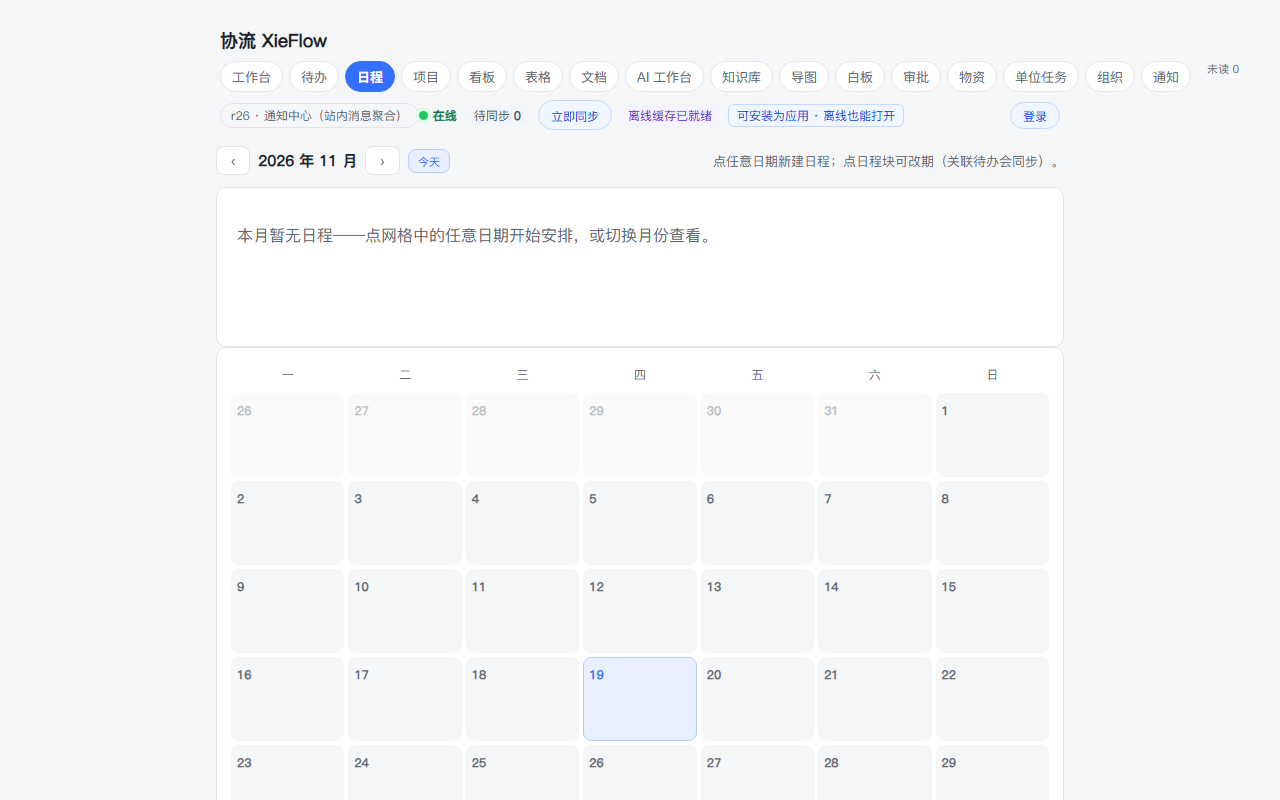 协流 XieFlow
工作台 待办 日程 项目 看板 表格 文档 AI 工作台 知识库 导图 白板 审批 物资 单位任务 组织 通知 未读 0
r26 · 通知中心（站内消息聚合） 在线 待同步 0 立即同步 离线缓存已就绪 可安装为应用 · 离线也能打开 登录
‹ 2026 年 11 月 › 今天 点任意日期新建日程；点日程块可改期（关联待办会同步）。
本月暂无日程——点网格中的任意日期开始安排，或切换月份查看。
一 二 三 四 五 六 日
26 27 28 29 30 31 1
2 3 4 5 6 7 8
9 10 11 12 13 14 15
16 17 18 19 20 21 22
23 24 25 26 27 28 29